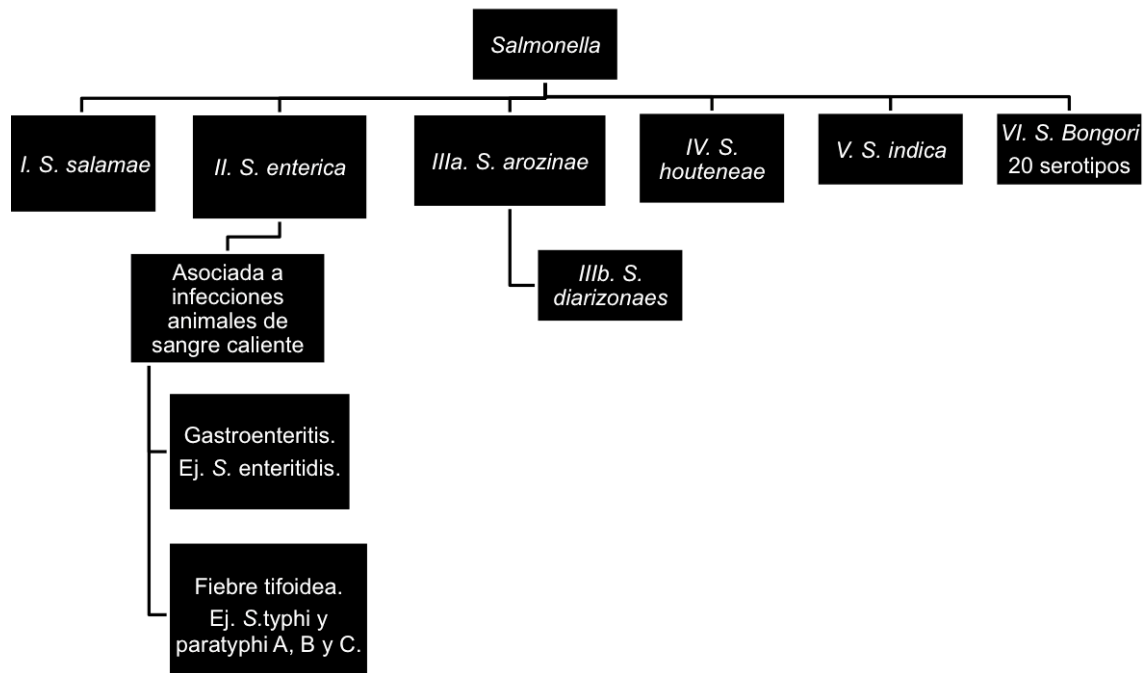 Salmonella
I. S. salamae
II. S. enterica
IIIa. S. arozinae
IV. S.
houteneae
V. S. indica
VI. S. Bongori
20 serotipos
Asociada a
infecciones
animales de
sangre caliente
IIIb. S.
diarizonaes
Gastroenteritis.
Ej. S. enteritidis.
Fiebre tifoidea.
Ej. S.typhi y
paratyphi A, B y C.